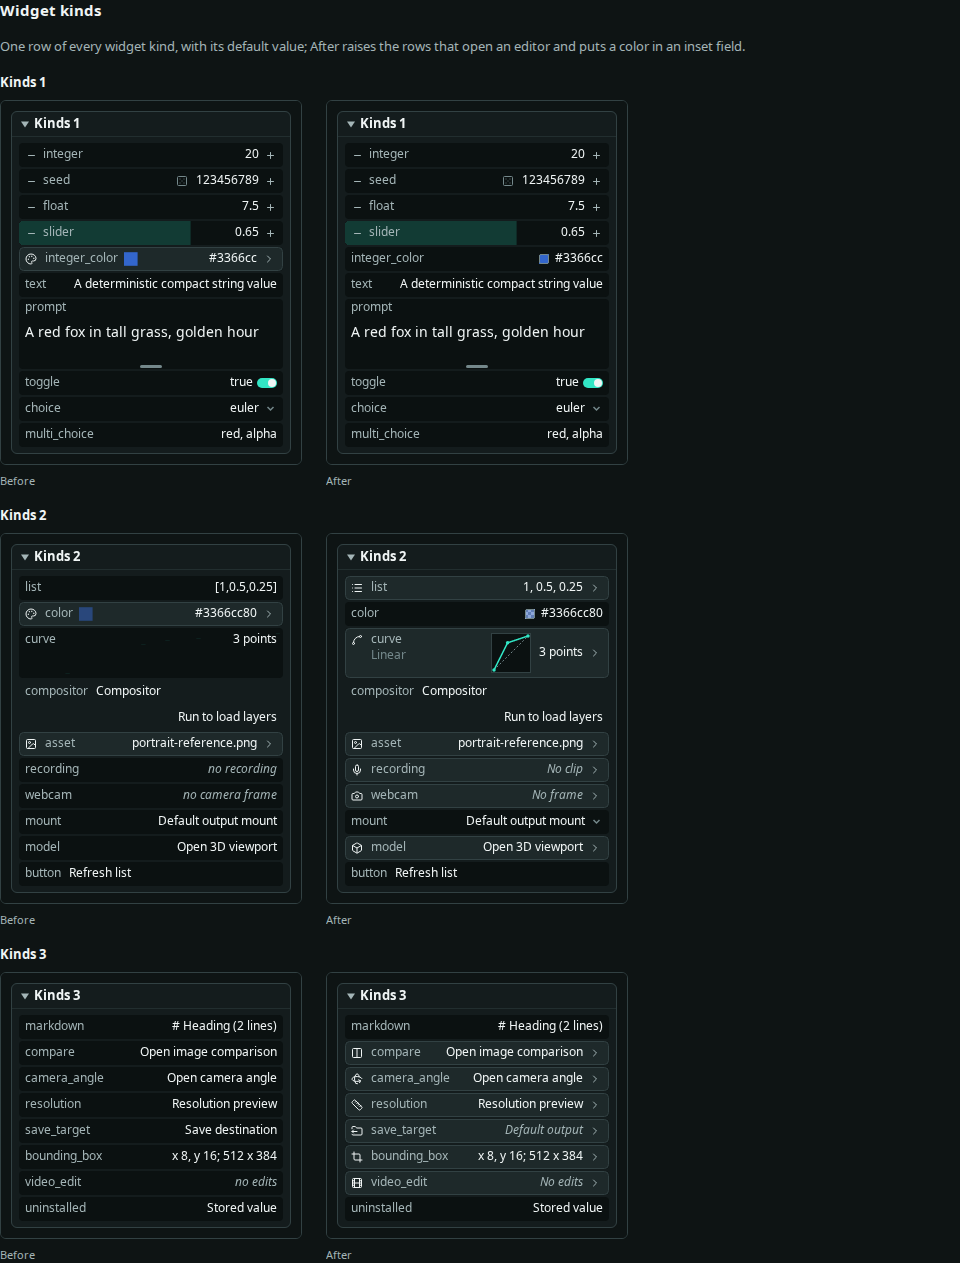 Widget kinds
One row of every widget kind, with its default value; After raises the rows that open an editor and puts a color in an inset field.
Kinds 1
Kinds 1
integer 20
seed 123456789
float 7.5
slider 0.65
integer_color #3366cc
text A deterministic compact string value
prompt
A red fox in tall grass, golden hour
toggle true
choice euler
multi_choice red, alpha
Before
Kinds 1
integer 20
seed 123456789
float 7.5
slider 0.65
integer_color #3366cc
text A deterministic compact string value
prompt
A red fox in tall grass, golden hour
toggle true
choice euler
multi_choice red, alpha
After
Kinds 2
Kinds 2
list [1,0.5,0.25]
color #3366cc80
curve 3 points
compositor Compositor
Run to load layers
asset portrait-reference.png
recording no recording
webcam no camera frame
mount Default output mount
model Open 3D viewport
button Refresh list
Before
Kinds 2
list 1, 0.5, 0.25
color #3366cc80
curve
Linear 3 points
compositor Compositor
Run to load layers
asset portrait-reference.png
recording No clip
webcam No frame
mount Default output mount
model Open 3D viewport
button Refresh list
After
Kinds 3
Kinds 3
markdown # Heading (2 lines)
compare Open image comparison
camera_angle Open camera angle
resolution Resolution preview
save_target Save destination
bounding_box x 8, y 16; 512 x 384
video_edit no edits
uninstalled Stored value
Before
Kinds 3
markdown # Heading (2 lines)
compare Open image comparison
camera_angle Open camera angle
resolution Resolution preview
save_target Default output
bounding_box x 8, y 16; 512 x 384
video_edit No edits
uninstalled Stored value
After